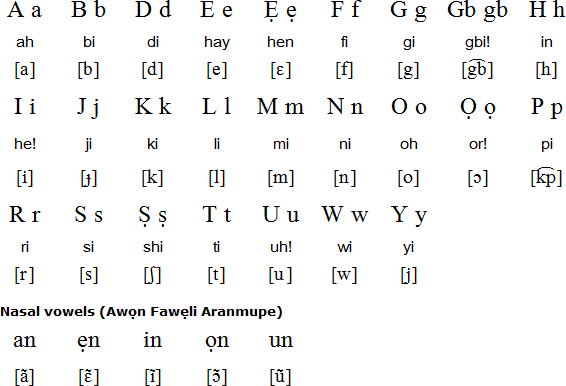 A a B b D d E e Ẹ ẹ F f G g Gb gb H h
ah bi di hay hen fi gi gbi! in
[a] [b] [d] [e] [ɛ] [f] [g] [g͡b] [h]
I i J j K k L l M m N n O o Ọ ọ P p
he! ji ki li mi ni oh or! pi
[i] [ɟ] [k] [l] [m] [n] [o] [ɔ] [k͡p]
R r S s Ṣ ṣ T t U u W w Y y
ri si shi ti uh! wi yi
[r] [s] [ʃ] [t] [u] [w] [j]
Nasal vowels (Awọn Fawẹli Aranmupe)
an ẹn in ọn un
[ã] [ɛ̃] [ĩ] [ɔ̃] [ũ]